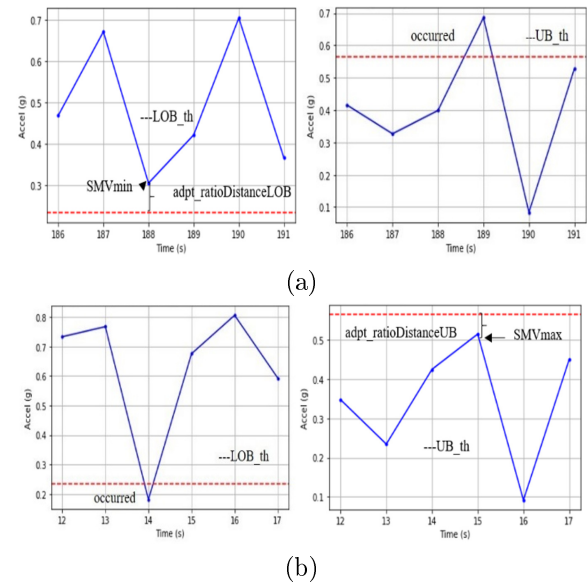 0.7
0.6
0.5
0.4
0.3
Accel (g)
---LOB_th
SMVmin
adpt_ratioDistanceLOB
186 187 188 189 190 191
Time (s)
0.7
0.6
0.5
0.4
0.3
0.2
0.1
Accel (g)
occurred
---UB_th
186 187 188 189 190 191
Time (s)
(a)
0.8
0.7
0.6
0.5
0.4
0.3
0.2
Accel (g)
---LOB_th
occurred
12 13 14 15 16 17
Time (s)
0.5
0.4
0.3
0.2
0.1
Accel (g)
adpt_ratioDistanceUB
SMVmax
---UB_th
12 13 14 15 16 17
Time (s)
(b)